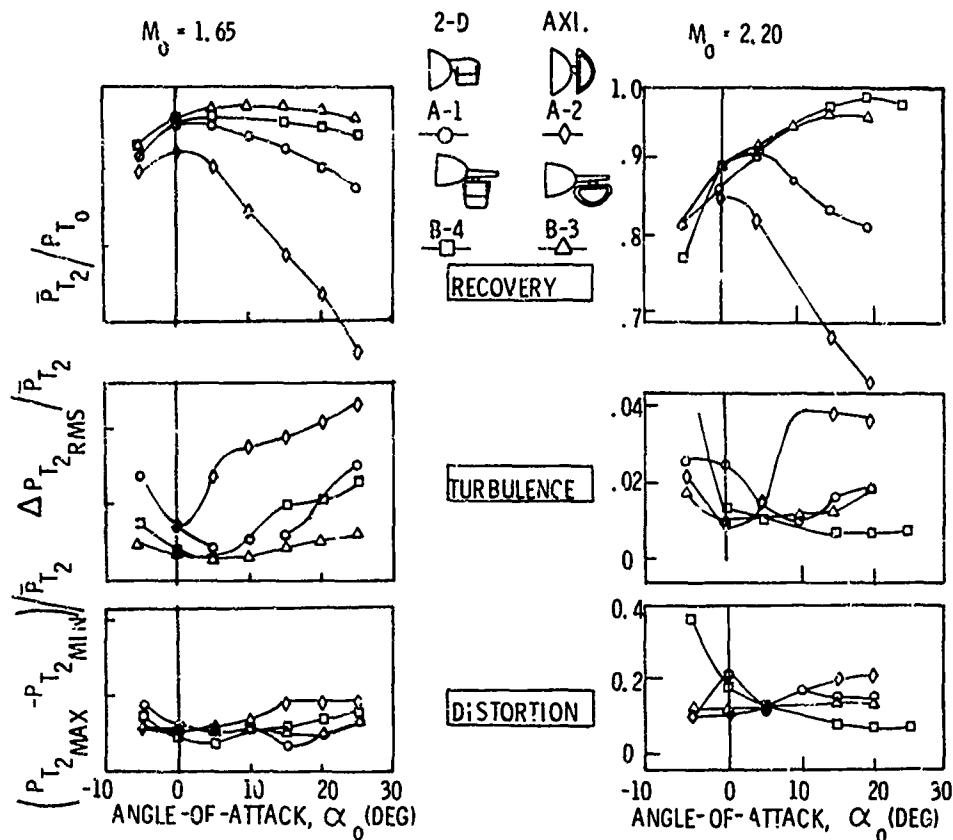 M₀ = 1.65
2-D
AXI.
M₀ = 2.20
A-1
A-2
B-4
B-3
RECOVERY
P̄T₂/PT₀
1.0
.9
.8
.7
TURBULENCE
ΔPT₂RMS/P̄T₂
.04
.02
0
DISTORTION
(PT₂MAX -PT₂MIN)/P̄T₂
0.4
0.2
0
-10
0
10
20
30
-10
0
10
20
30
ANGLE-OF-ATTACK, α₀ (DEG)
ANGLE-OF-ATTACK, α₀ (DEG)